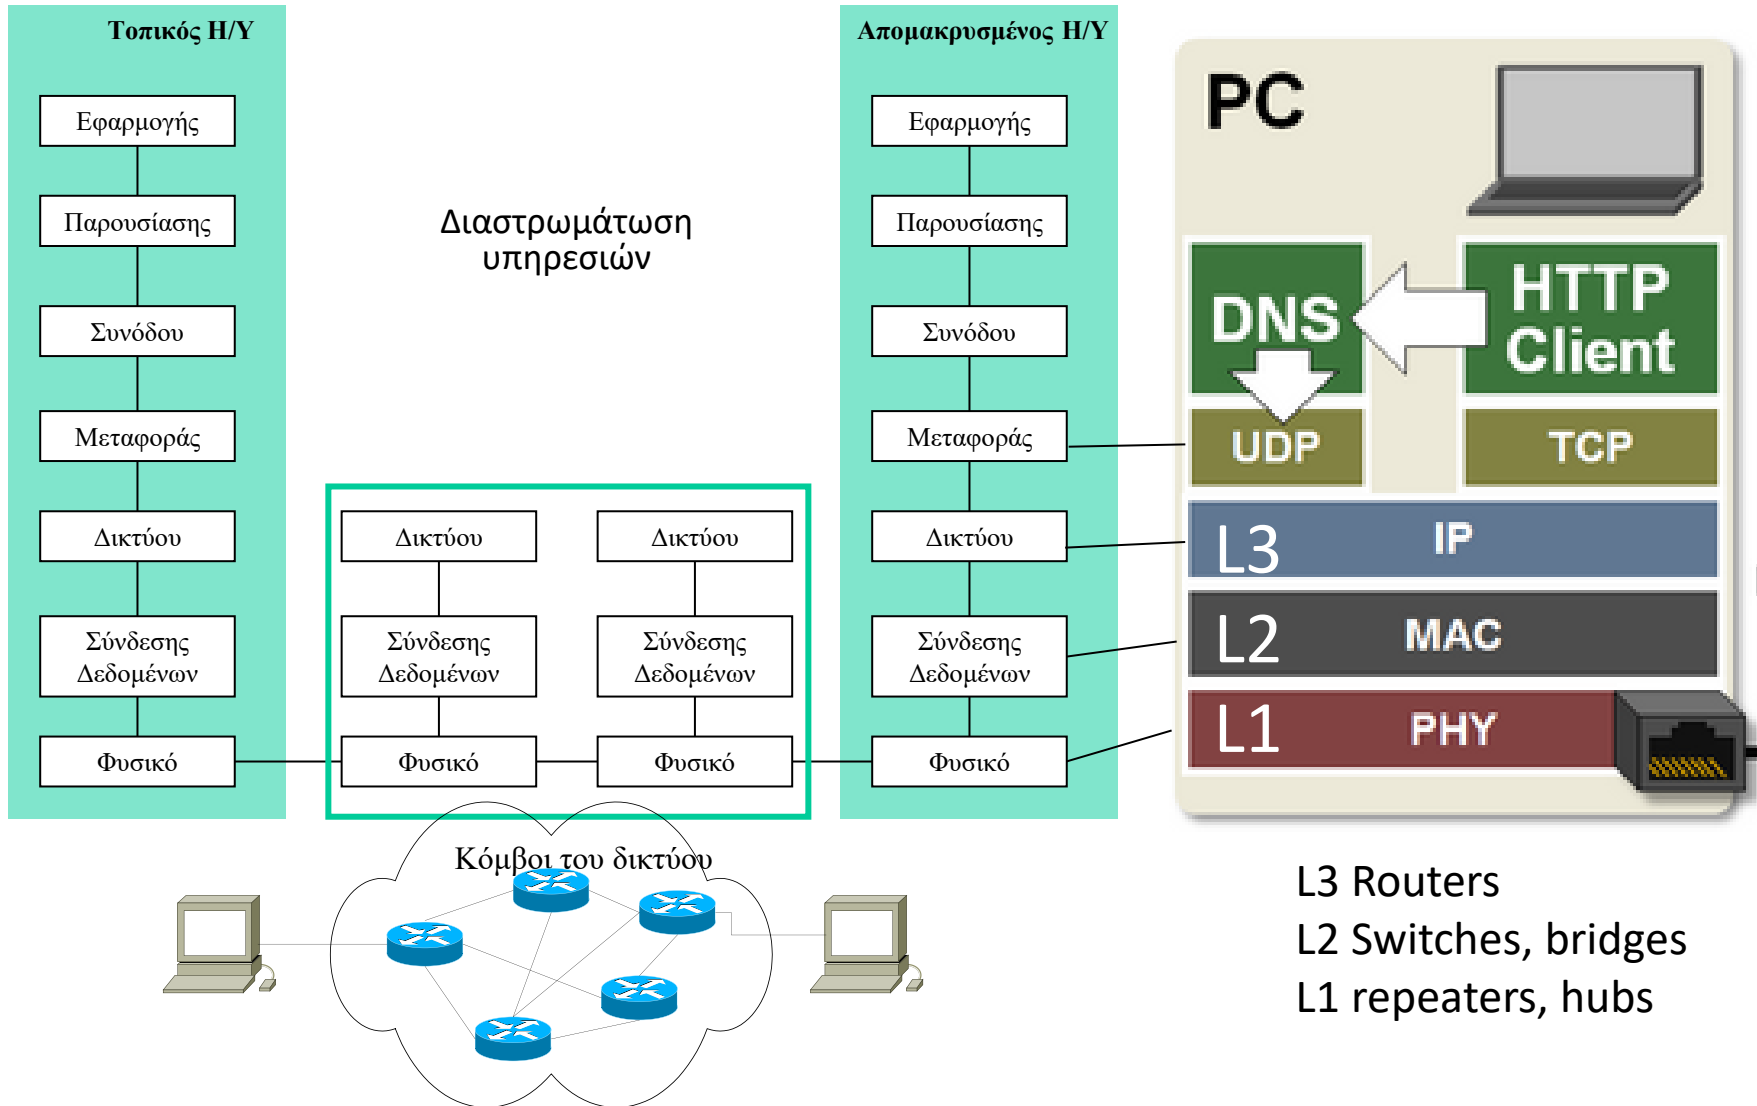 Τοπικός Η/Υ
Εφαρμογής
Παρουσίασης
Συνόδου
Μεταφοράς
Δικτύου
Σύνδεσης
Δεδομένων
Φυσικό
Διαστρωμάτωση
υπηρεσιών
Δικτύου
Σύνδεσης
Δεδομένων
Φυσικό
Δικτύου
Σύνδεσης
Δεδομένων
Φυσικό
Κόμβοι του δικτύου
Απομακρυσμένος Η/Υ
Εφαρμογής
Παρουσίασης
Συνόδου
Μεταφοράς
Δικτύου
Σύνδεσης
Δεδομένων
Φυσικό
PC
DNS
HTTP
Client
UDP
TCP
L3 IP
L2 MAC
L1 PHY
L3 Routers
L2 Switches, bridges
L1 repeaters, hubs